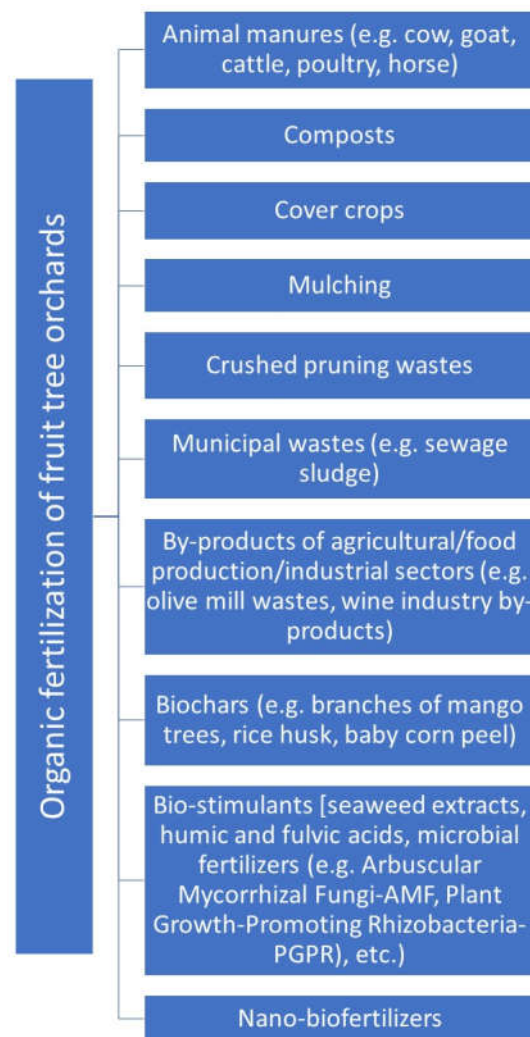 Organic fertilization of fruit tree orchards
Animal manures (e.g. cow, goat,
cattle, poultry, horse)
Composts
Cover crops
Mulching
Crushed pruning wastes
Municipal wastes (e.g. sewage
sludge)
By-products of agricultural/food
production/industrial sectors (e.g.
olive mill wastes, wine industry by-
products)
Biochars (e.g. branches of mango
trees, rice husk, baby corn peel)
Bio-stimulants [seaweed extracts,
humic and fulvic acids, microbial
fertilizers (e.g. Arbuscular
Mycorrhizal Fungi-AMF, Plant
Growth-Promoting Rhizobacteria-
PGPR), etc.)
Nano-biofertilizers